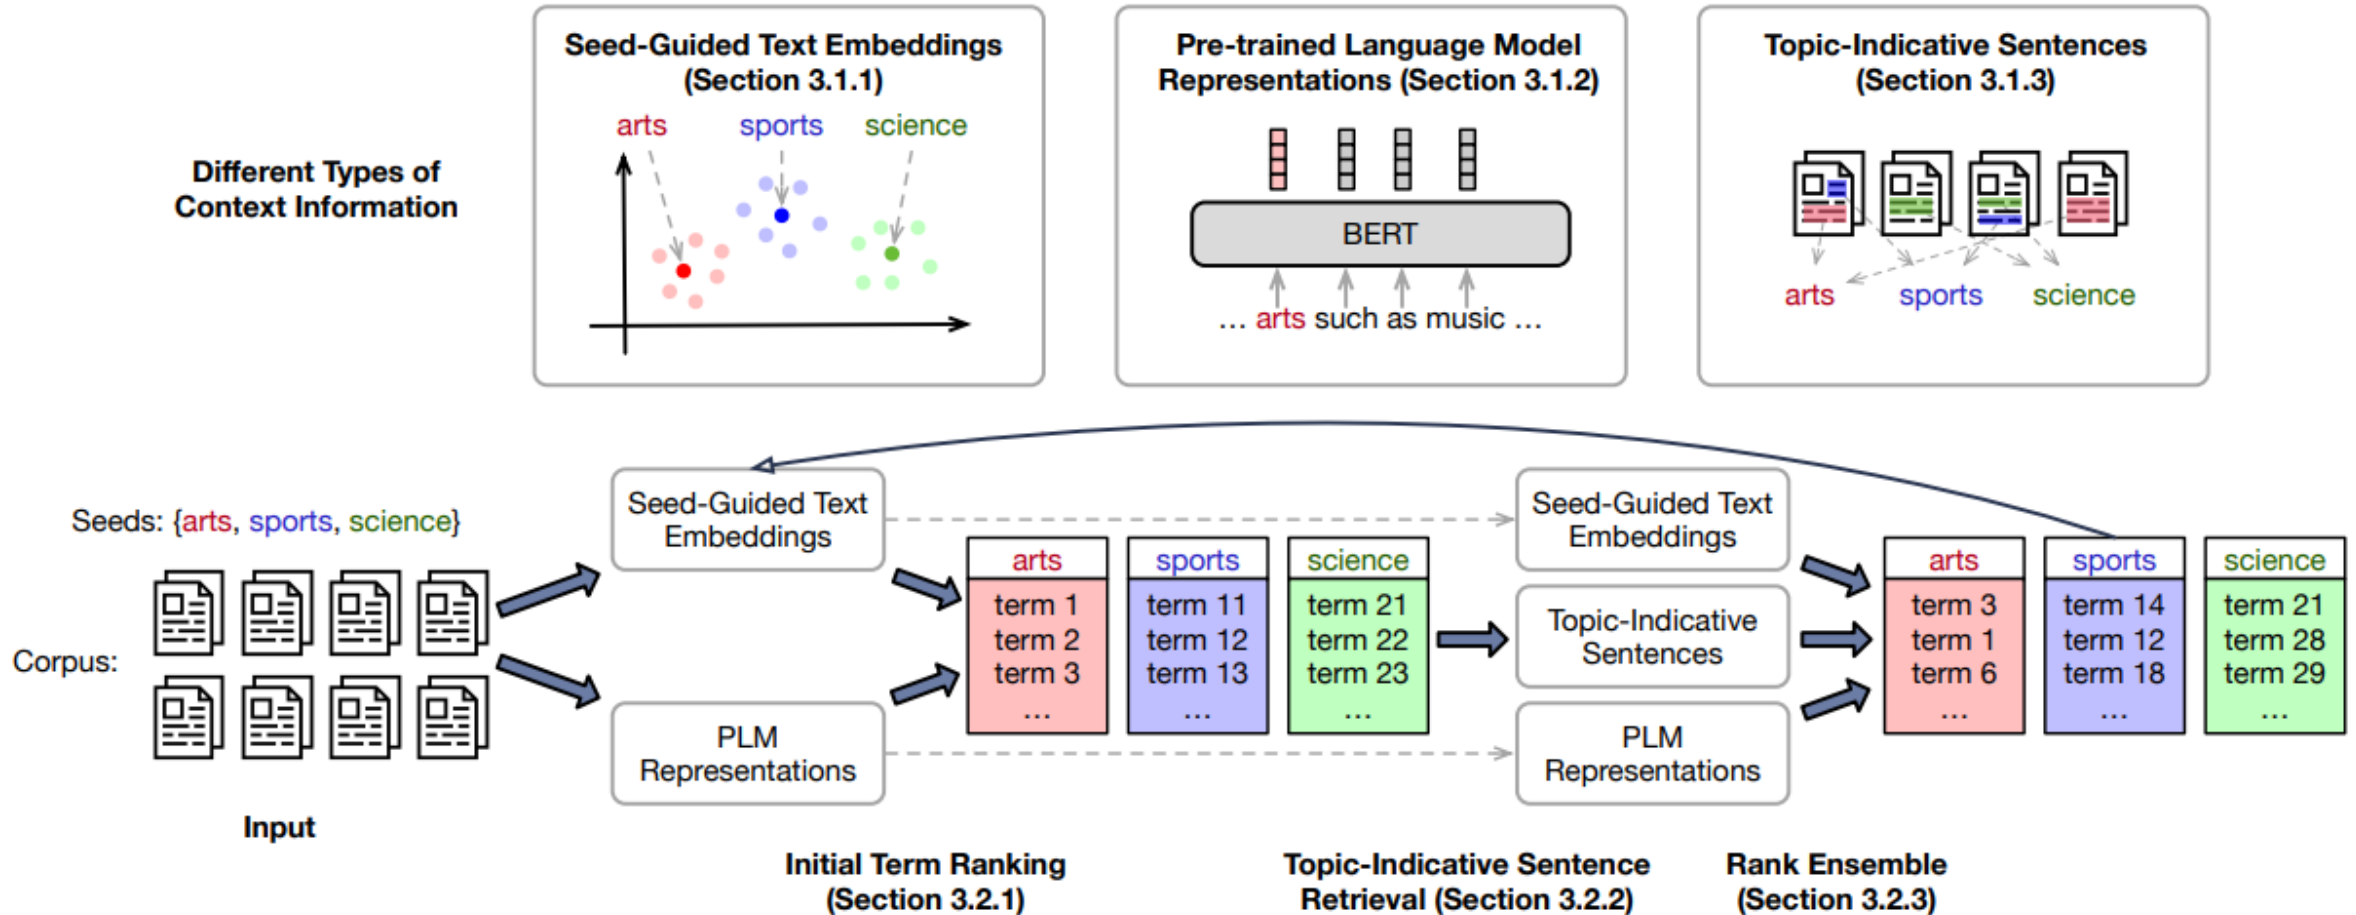 Different Types of
Context Information
Seed-Guided Text Embeddings
(Section 3.1.1)
arts
sports
science
Pre-trained Language Model
Representations (Section 3.1.2)
BERT
... arts such as music ...
Topic-Indicative Sentences
(Section 3.1.3)
arts
sports
science
Seeds: {arts, sports, science}
Corpus:
Input
Seed-Guided Text
Embeddings
PLM
Representations
arts
term 1
term 2
term 3
...
sports
term 11
term 12
term 13
...
science
term 21
term 22
term 23
...
Seed-Guided Text
Embeddings
Topic-Indicative
Sentences
PLM
Representations
arts
term 3
term 1
term 6
...
sports
term 14
term 12
term 18
...
science
term 21
term 28
term 29
...
Initial Term Ranking
(Section 3.2.1)
Topic-Indicative Sentence
Retrieval (Section 3.2.2)
Rank Ensemble
(Section 3.2.3)